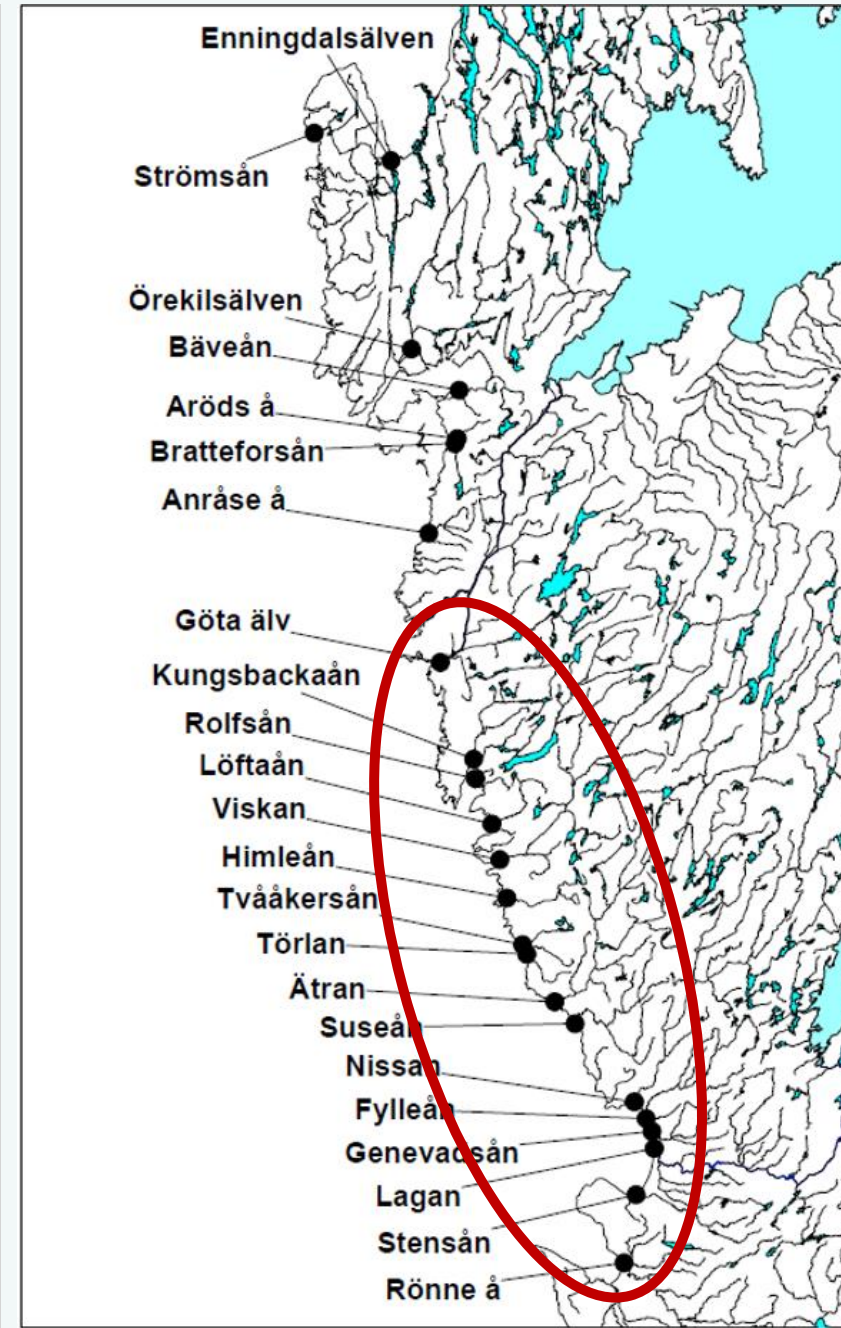 Enningdalsälven
Strömsån
Örekilsälven
Bäveån
Aröds å
Bratteforsån
Anråse å
Göta älv
Kungsbackaån
Rolfsån
Löftaån
Viskan
Himleån
Tvååkersån
Törlan
Ätran
Suseån
Nissan
Fylleån
Genevadsån
Lagan
Stensån
Rönne å